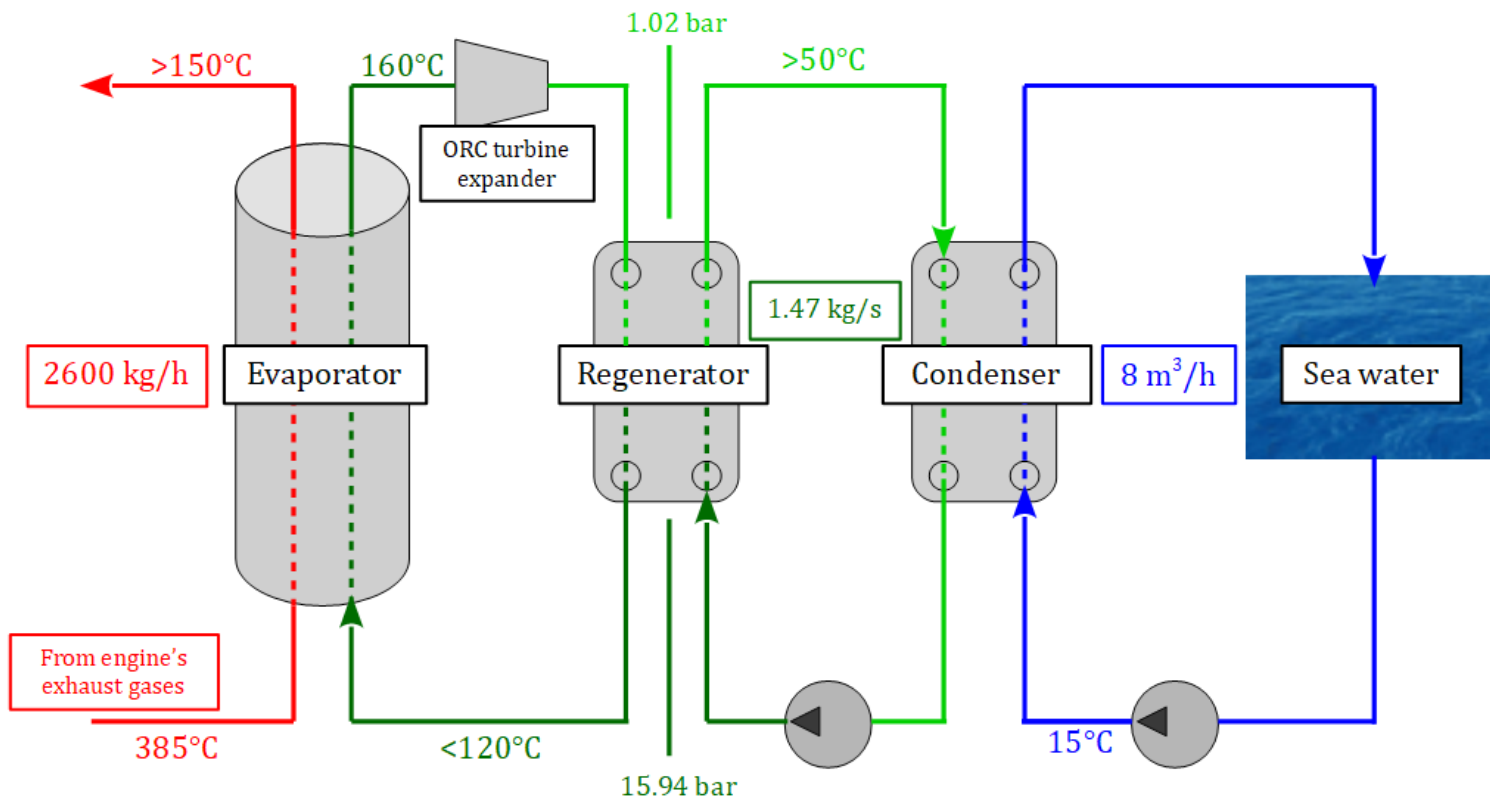 1.02 bar
>150°C
160°C
>50°C
ORC turbine
expander
1.47 kg/s
2600 kg/h
Evaporator
Regenerator
Condenser
8 m³/h
Sea water
From engine's
exhaust gases
385°C
<120°C
15°C
15.94 bar